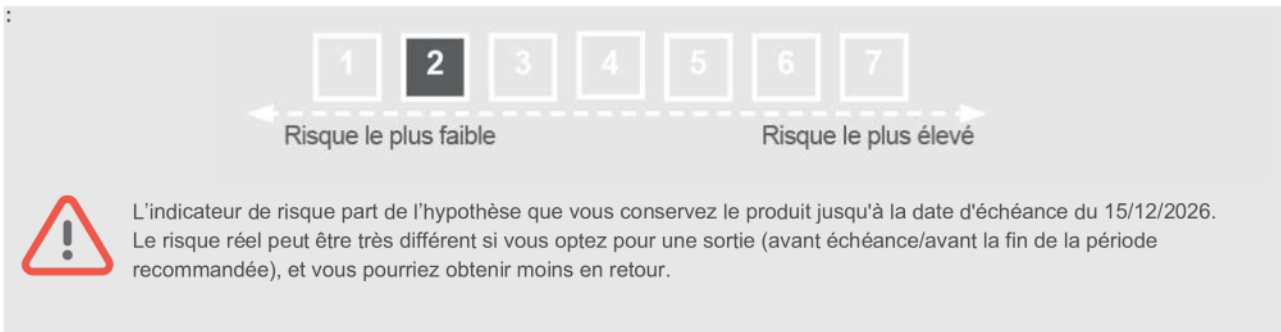 :
1 2 3 4 5 6 7
Risque le plus faible Risque le plus élevé
!
L'indicateur de risque part de l'hypothèse que vous conservez le produit jusqu'à la date d'échéance du 15/12/2026.
Le risque réel peut être très différent si vous optez pour une sortie (avant échéance/avant la fin de la période
recommandée), et vous pourriez obtenir moins en retour.